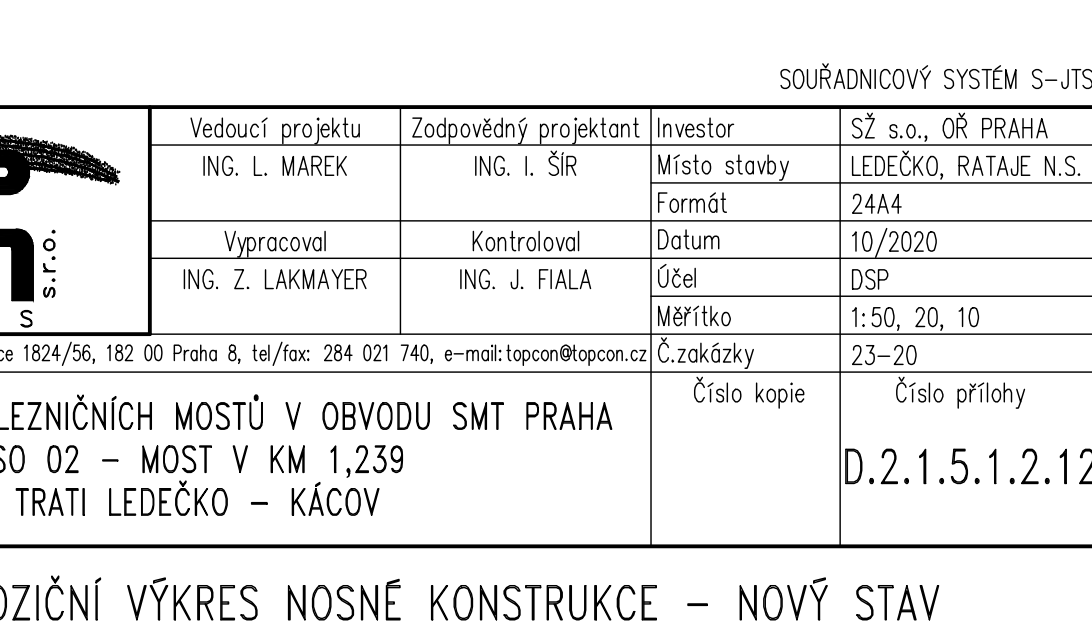 SOUŘADNICOVÝ SYSTÉM S-JTS
Vedoucí projektu Zodpovědný projektant Investor SŽ s.o., OŘ PRAHA
ING. L. MAREK ING. I. ŠÍR Místo stavby LEDEČKO, RATAJE N.S.
Formát 24A4
Vypracoval Kontroloval Datum 10/2020
ING. Z. LAKMAYER ING. J. FIALA Účel DSP
s.r.o.
S
Měřítko 1:50, 20, 10
ce 1824/56, 182 00 Praha 8, tel/fax: 284 021 740, e-mail:topcon@topcon.cz Č.zakázky 23-20
Číslo kopie Číslo přílohy
LEZNIČNÍCH MOSTŮ V OBVODU SMT PRAHA
SO 02 - MOST V KM 1,239
TRATI LEDEČKO - KÁCOV
D.2.1.5.1.2.12
OZIČNÍ VÝKRES NOSNÉ KONSTRUKCE - NOVÝ STAV